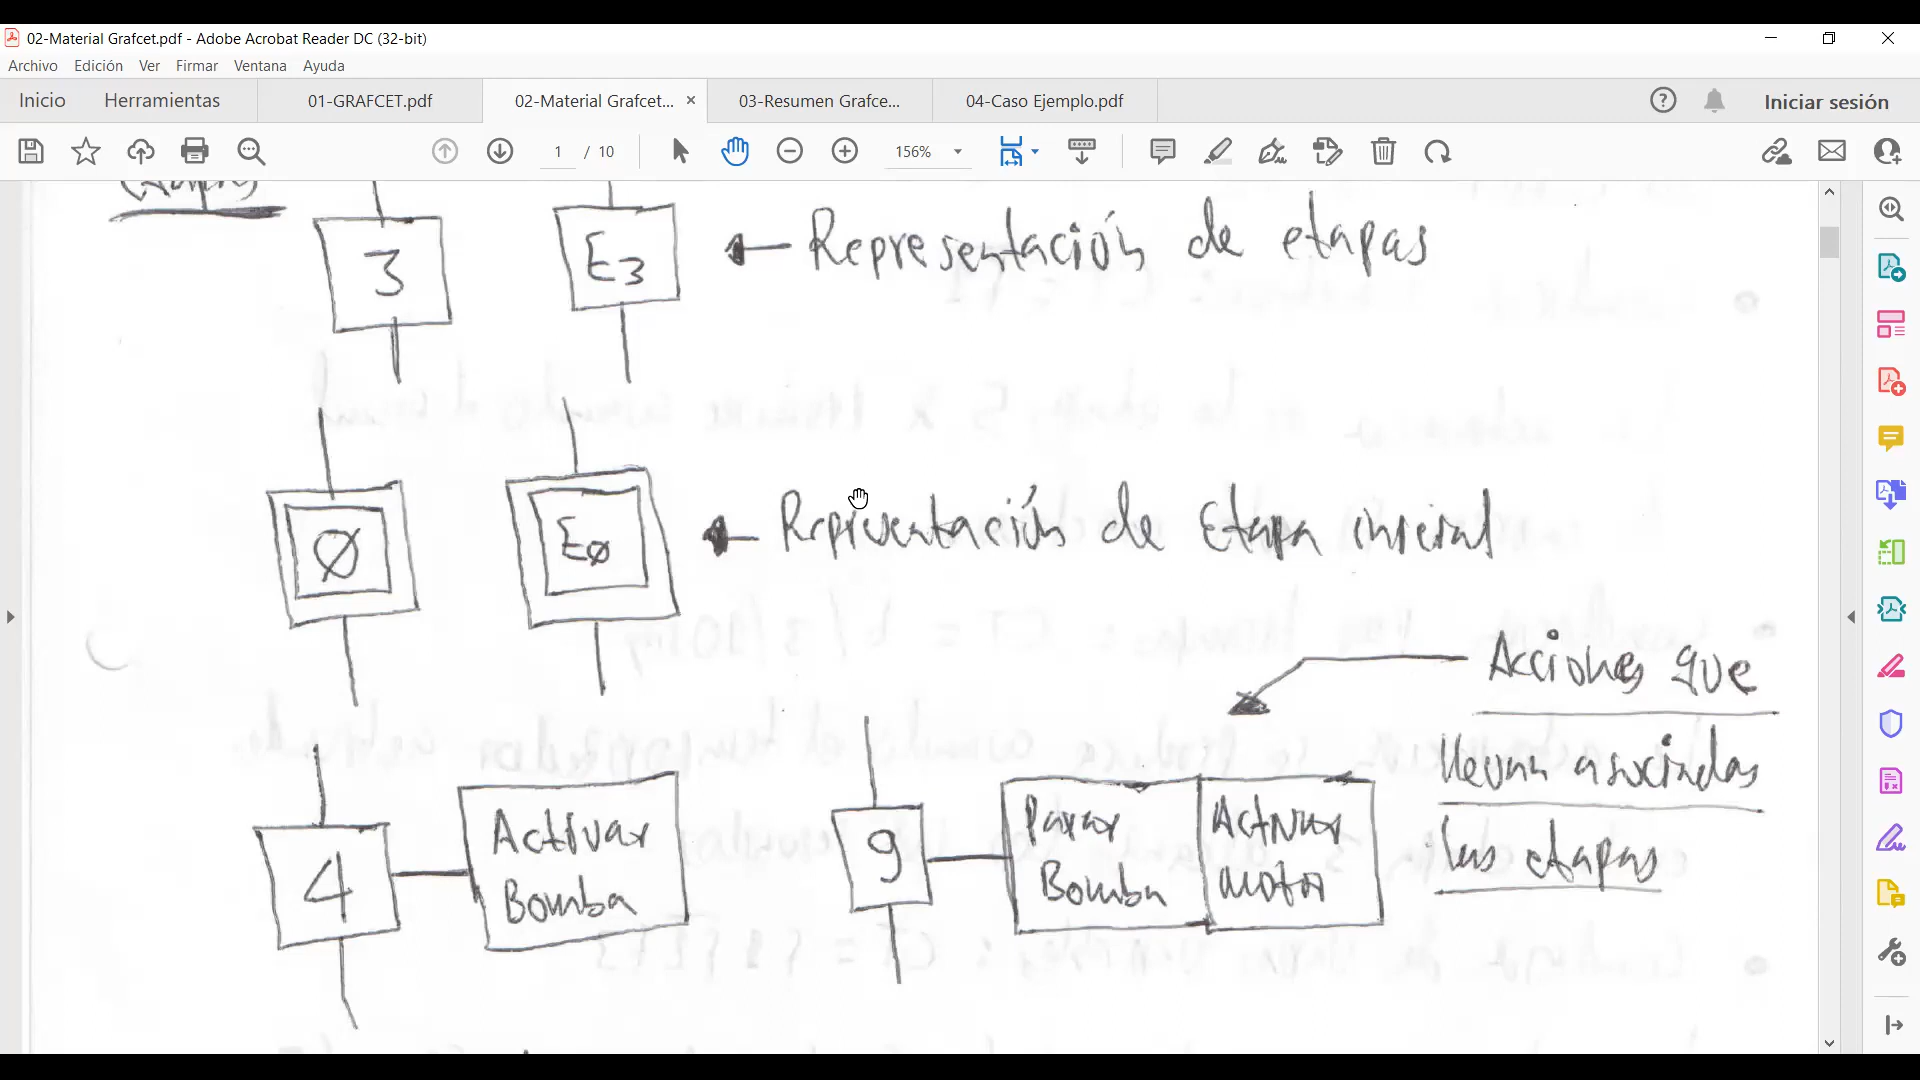 02-Material Grafcet.pdf - Adobe Acrobat Reader DC (32-bit)
Archivo Edición Ver Firmar Ventana Ayuda
Inicio Herramientas 01-GRAFCET.pdf 02-Material Grafcet... × 03-Resumen Grafce... 04-Caso Ejemplo.pdf Iniciar sesión
1 / 10 156%
3 E3 Representación de etapas
Ø EØ Representación de Etapa inicial
Acciones que
llevan asociadas
las etapas
4 Activar
Bomba
9 Parar
Bomba
Activar
motor